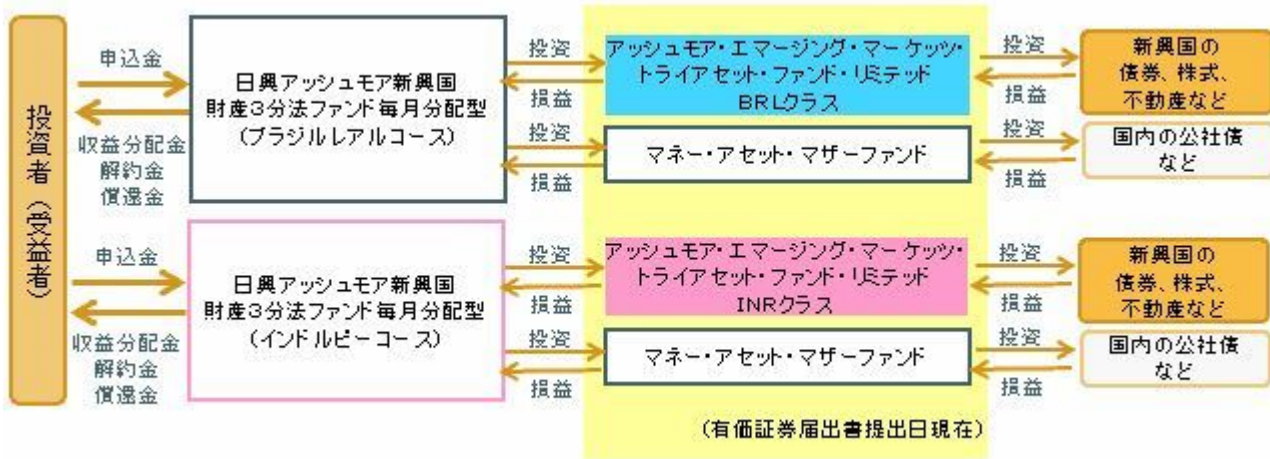 投資者（受益者）
申込金
収益分配金
解約金
償還金
日興アッシュモア新興国
財産3分法ファンド毎月分配型
（ブラジルレアルコース）
投資
損益
投資
損益
アッシュモア・エマージング・マーケッツ・
トライアセット・ファンド・リミテッド
BRLクラス
マネー・アセット・マザーファンド
投資
損益
投資
損益
新興国の
債券、株式、
不動産など
国内の公社債
など
申込金
収益分配金
解約金
償還金
日興アッシュモア新興国
財産3分法ファンド毎月分配型
（インドルピーコース）
投資
損益
投資
損益
アッシュモア・エマージング・マーケッツ・
トライアセット・ファンド・リミテッド
INRクラス
マネー・アセット・マザーファンド
投資
損益
投資
損益
新興国の
債券、株式、
不動産など
国内の公社債
など
（有価証券届出書提出日現在）